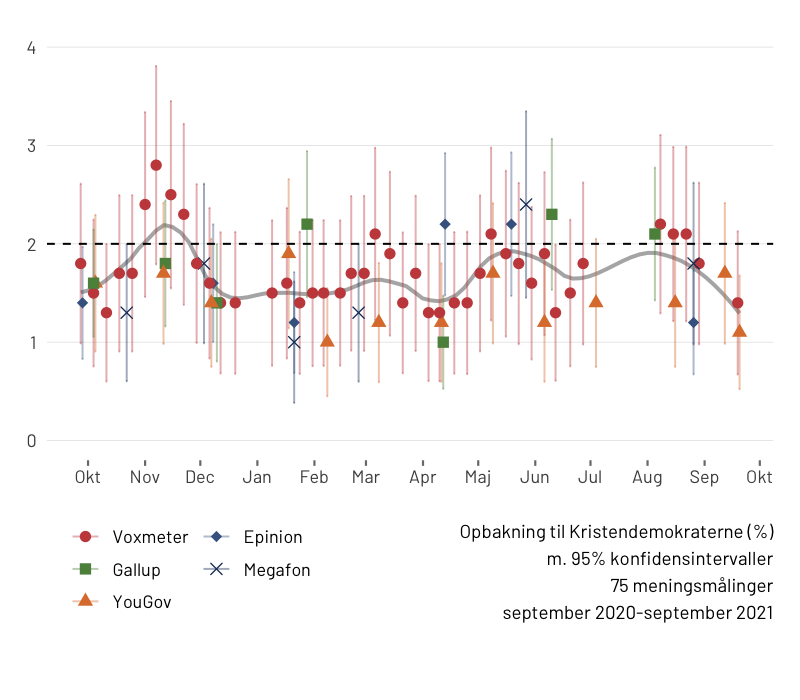 4
3
2
1
0
Okt Nov Dec Jan Feb Mar Apr Maj Jun Jul Aug Sep Okt
Voxmeter Epinion
Gallup Megafon
YouGov
Opbakning til Kristendemokraterne (%)
m. 95% konfidensintervaller
75 meningsmålinger
september 2020-september 2021